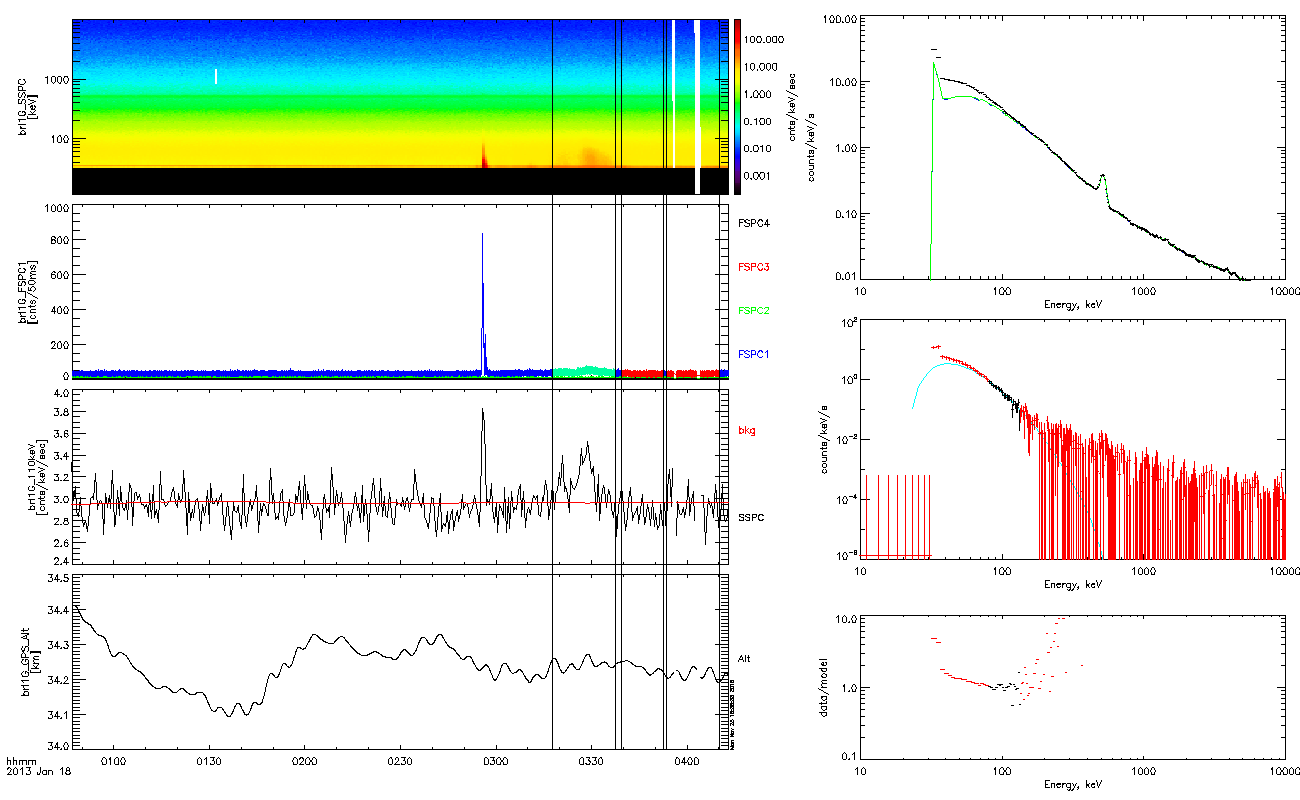 brl1G_SSPC
[keV]
1000
100
100.000
10.000
1.000
0.100
0.010
0.001
cnts/keV/sec
brl1G_FSPC1
[cnts/50ms]
1000
800
600
400
200
0
FSPC4
FSPC3
FSPC2
FSPC1
brl1G_110keV
[cnts/keV/sec]
4.0
3.8
3.6
3.4
3.2
3.0
2.8
2.6
2.4
bkg
SSPC
brl1G_GPS_Alt
[km]
34.5
34.4
34.3
34.2
34.1
34.0
Alt
hhmm
2013 Jan 18
0100
0130
0200
0230
0300
0330
0400
counts/keV/s
100.00
10.00
1.00
0.10
0.01
10
100
1000
10000
Energy, keV
counts/keV/s
10²
10⁰
10⁻²
10⁻⁴
10⁻⁶
10
100
1000
10000
Energy, keV
data/model
10.0
1.0
0.1
10
100
1000
10000
Energy, keV